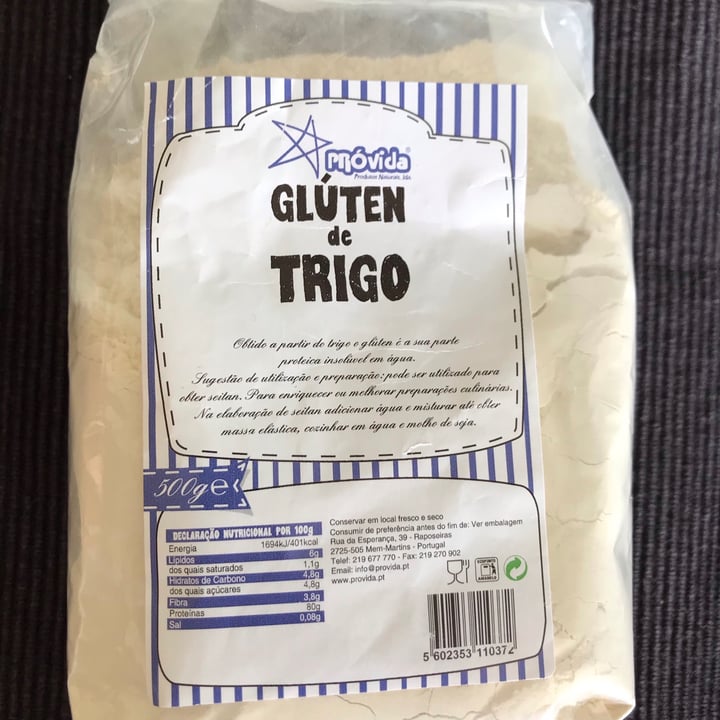 PRÓVida
Produtos Naturais, lda.
GLÚTEN
de
TRIGO
Obtido a partir do trigo o glúten é a sua parte
proteica insolúvel em água.
Sugestão de utilização e preparação: pode ser utilizado para
obter seitan. Para enriquecer ou melhorar preparações culinárias.
Na elaboração de seitan adicionar água e misturar até obter
massa elástica, cozinhar em água e molho de soja.
500g e
DECLARAÇÃO NUTRICIONAL POR 100g
Energia 1694kJ/401kcal
Lípidos 6g
dos quais saturados 1,1g
Hidratos de Carbono 4,8g
dos quais açúcares 4,8g
Fibra 3,8g
Proteínas 80g
Sal 0,08g
Conservar em local fresco e seco
Consumir de preferência antes do fim de: Ver embalagem
Rua da Esperança, 39 - Raposeiras
2725-505 Mem-Martins - Portugal
Telef: 219 677 770 - Fax: 219 270 902
Email: info@provida.pt
www.provida.pt
ECOPONTO
AMARELO
5 602353 110372